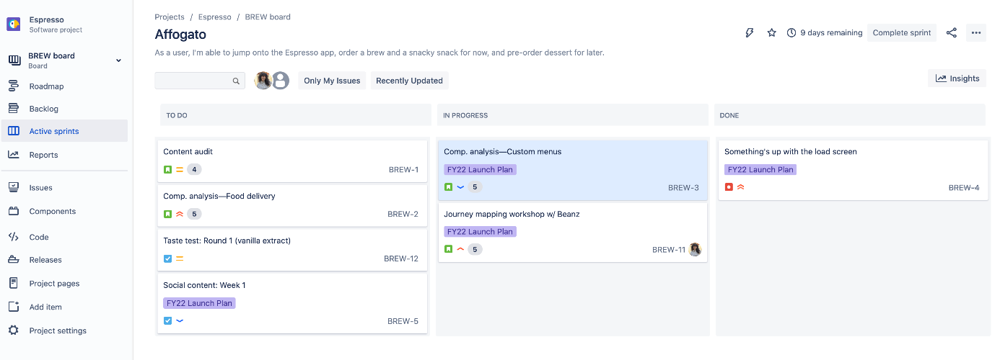 Espresso
Software project
BREW board
Board
Roadmap
Backlog
Active sprints
Reports
Issues
Components
Code
Releases
Project pages
Add item
Project settings
Projects / Espresso / BREW board
Affogato
9 days remaining
Complete sprint
As a user, I'm able to jump onto the Espresso app, order a brew and a snacky snack for now, and pre-order dessert for later.
Only My Issues
Recently Updated
Insights
TO DO
Content audit
4 BREW-1
Comp. analysis—Food delivery
5 BREW-2
Taste test: Round 1 (vanilla extract)
BREW-12
Social content: Week 1
FY22 Launch Plan
BREW-5
IN PROGRESS
Comp. analysis—Custom menus
FY22 Launch Plan
5 BREW-3
Journey mapping workshop w/ Beanz
FY22 Launch Plan
5 BREW-11
DONE
Something's up with the load screen
FY22 Launch Plan
BREW-4